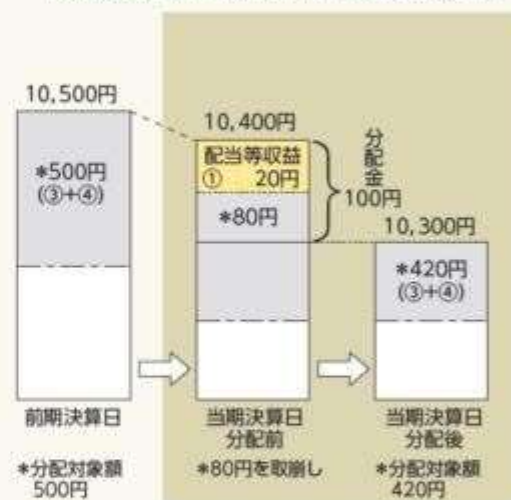 10,500円
*500円
(③+④)
10,400円
配当等収益
① 20円
*80円
分配金
100円
10,300円
*420円
(③+④)
前期決算日
当期決算日
分配前
当期決算日
分配後
*分配対象額
500円
*80円を取崩し
*分配対象額
420円